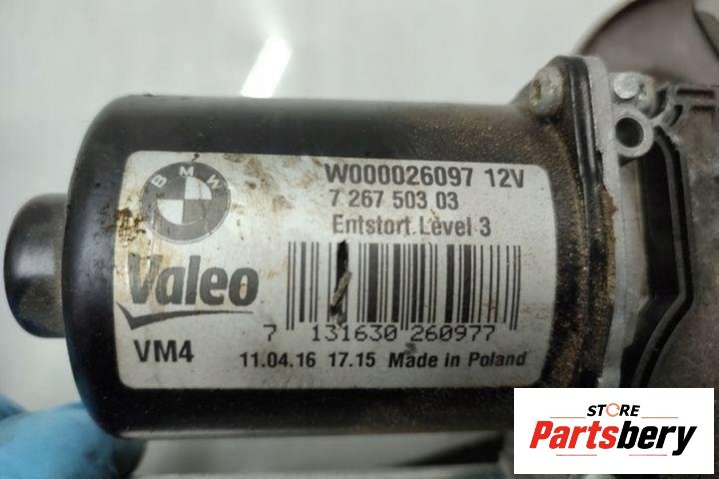 BMW
W000026097 12V
7 267 503 03
Entstort Level 3
Valeo
7 131630 260977
VM4
11.04.16 17.15 Made in Poland
STORE
Partsbery